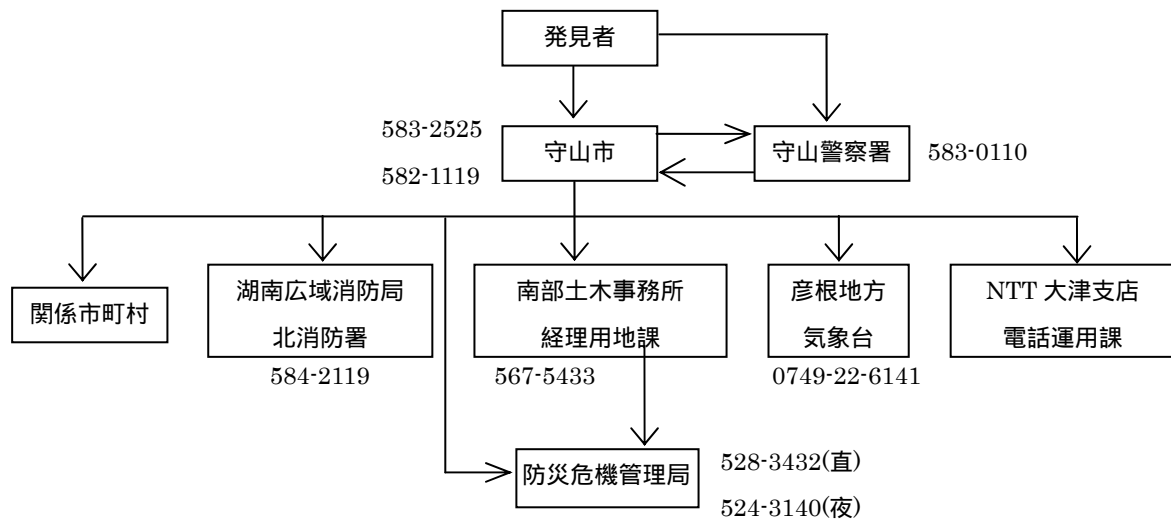 発見者
583-2525
582-1119
守山市
守山警察署
583-0110
関係市町村
湖南広域消防局
北消防署
584-2119
南部土木事務所
経理用地課
567-5433
彦根地方
気象台
0749-22-6141
NTT 大津支店
電話運用課
防災危機管理局
528-3432(直)
524-3140(夜)